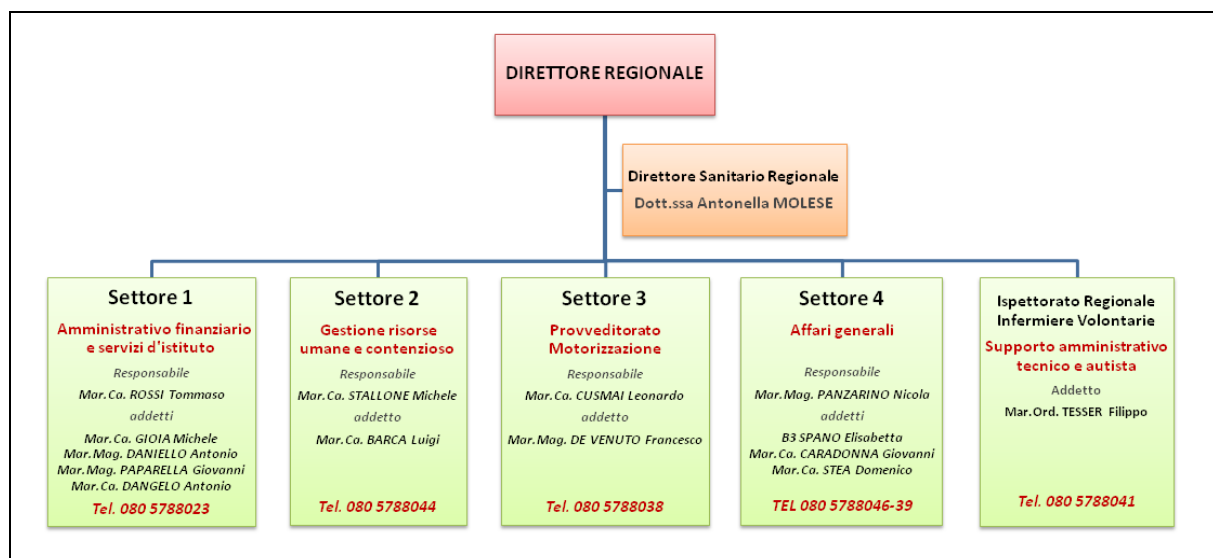 DIRETTORE REGIONALE
Direttore Sanitario Regionale
Dott.ssa Antonella MOLESE
Settore 1
Amministrativo finanziario
e servizi d'istituto
Responsabile
Mar.Ca. ROSSI Tommaso
addetti
Mar.Ca. GIOIA Michele
Mar.Mag. DANIELLO Antonio
Mar.Mag. PAPARELLA Giovanni
Mar.Ca. DANGELO Antonio
Tel. 080 5788023
Settore 2
Gestione risorse
umane e contenzioso
Responsabile
Mar.Ca. STALLONE Michele
addetto
Mar.Ca. BARCA Luigi
Tel. 080 5788044
Settore 3
Provveditorato
Motorizzazione
Responsabile
Mar.Ca. CUSMAI Leonardo
addetto
Mar.Mag. DE VENUTO Francesco
Tel. 080 5788038
Settore 4
Affari generali
Responsabile
Mar.Mag. PANZARINO Nicola
addetti
B3 SPANO Elisabetta
Mar.Ca. CARADONNA Giovanni
Mar.Ca. STEA Domenico
TEL 080 5788046-39
Ispettorato Regionale
Infermiere Volontarie
Supporto amministrativo
tecnico e autista
Addetto
Mar.Ord. TESSER Filippo
Tel. 080 5788041